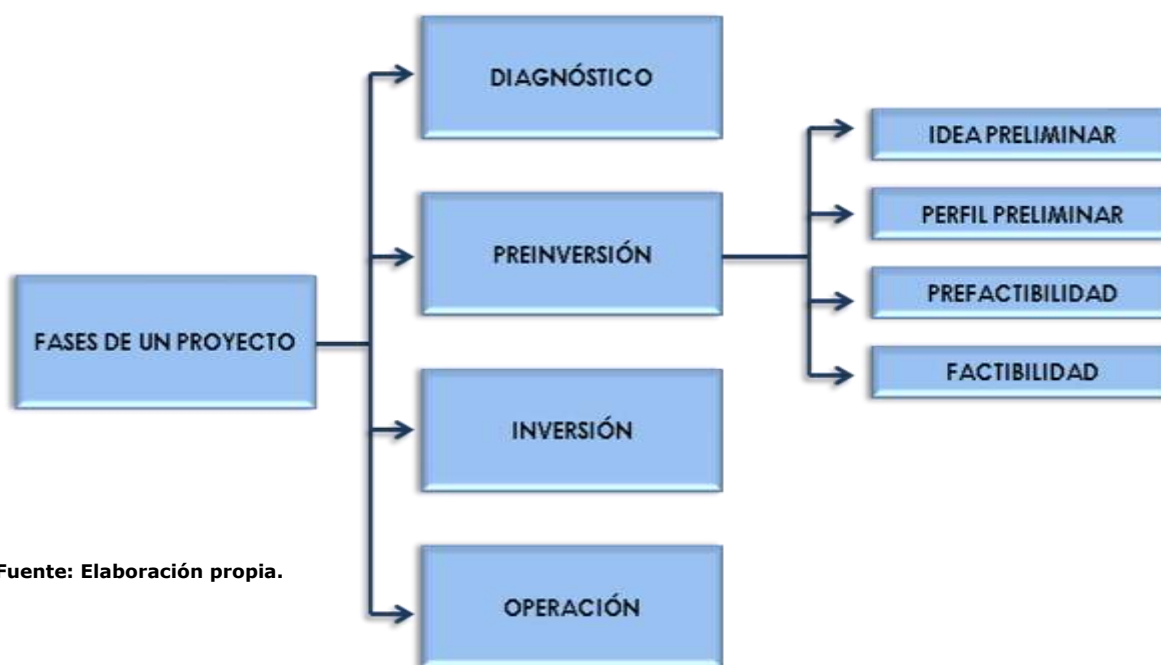 FASES DE UN PROYECTO
DIAGNÓSTICO
PREINVERSIÓN
INVERSIÓN
OPERACIÓN
IDEA PRELIMINAR
PERFIL PRELIMINAR
PREFACTIBILIDAD
FACTIBILIDAD
Fuente: Elaboración propia.